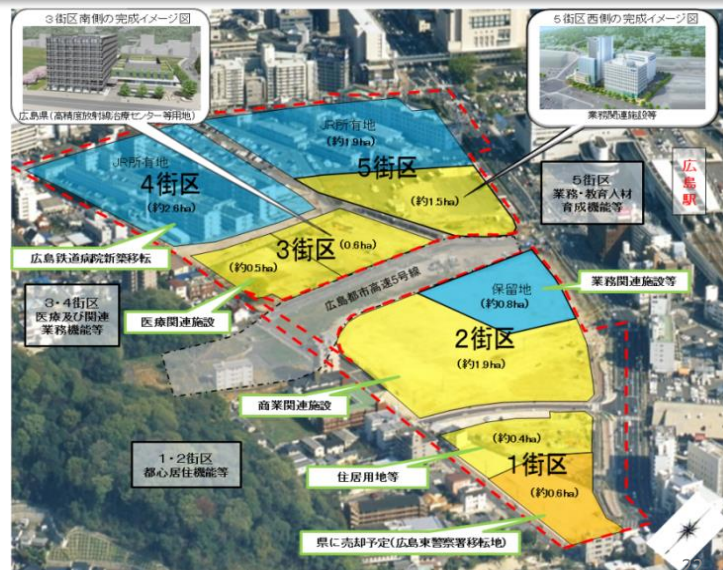 3街区南側の完成イメージ図
広島県(高精度放射線治療センター等用地)
5街区西側の完成イメージ図
業務関連施設等
JR所有地
(約1.9ha)
5街区
(約1.5ha)
JR所有地
4街区
(約2.6ha)
広島駅
5街区
業務・教育人材
育成機能等
3街区
(0.6ha)
(約0.5ha)
広島鉄道病院新築移転
3・4街区
医療及び関連
業務機能等
医療関連施設
広島都市高速5号線
保留地
(約0.8ha)
業務関連施設等
2街区
(約1.9ha)
商業関連施設
1・2街区
都心居住機能等
(約0.4ha)
住居用地等
1街区
(約0.6ha)
県に売却予定(広島東警察署移転地)